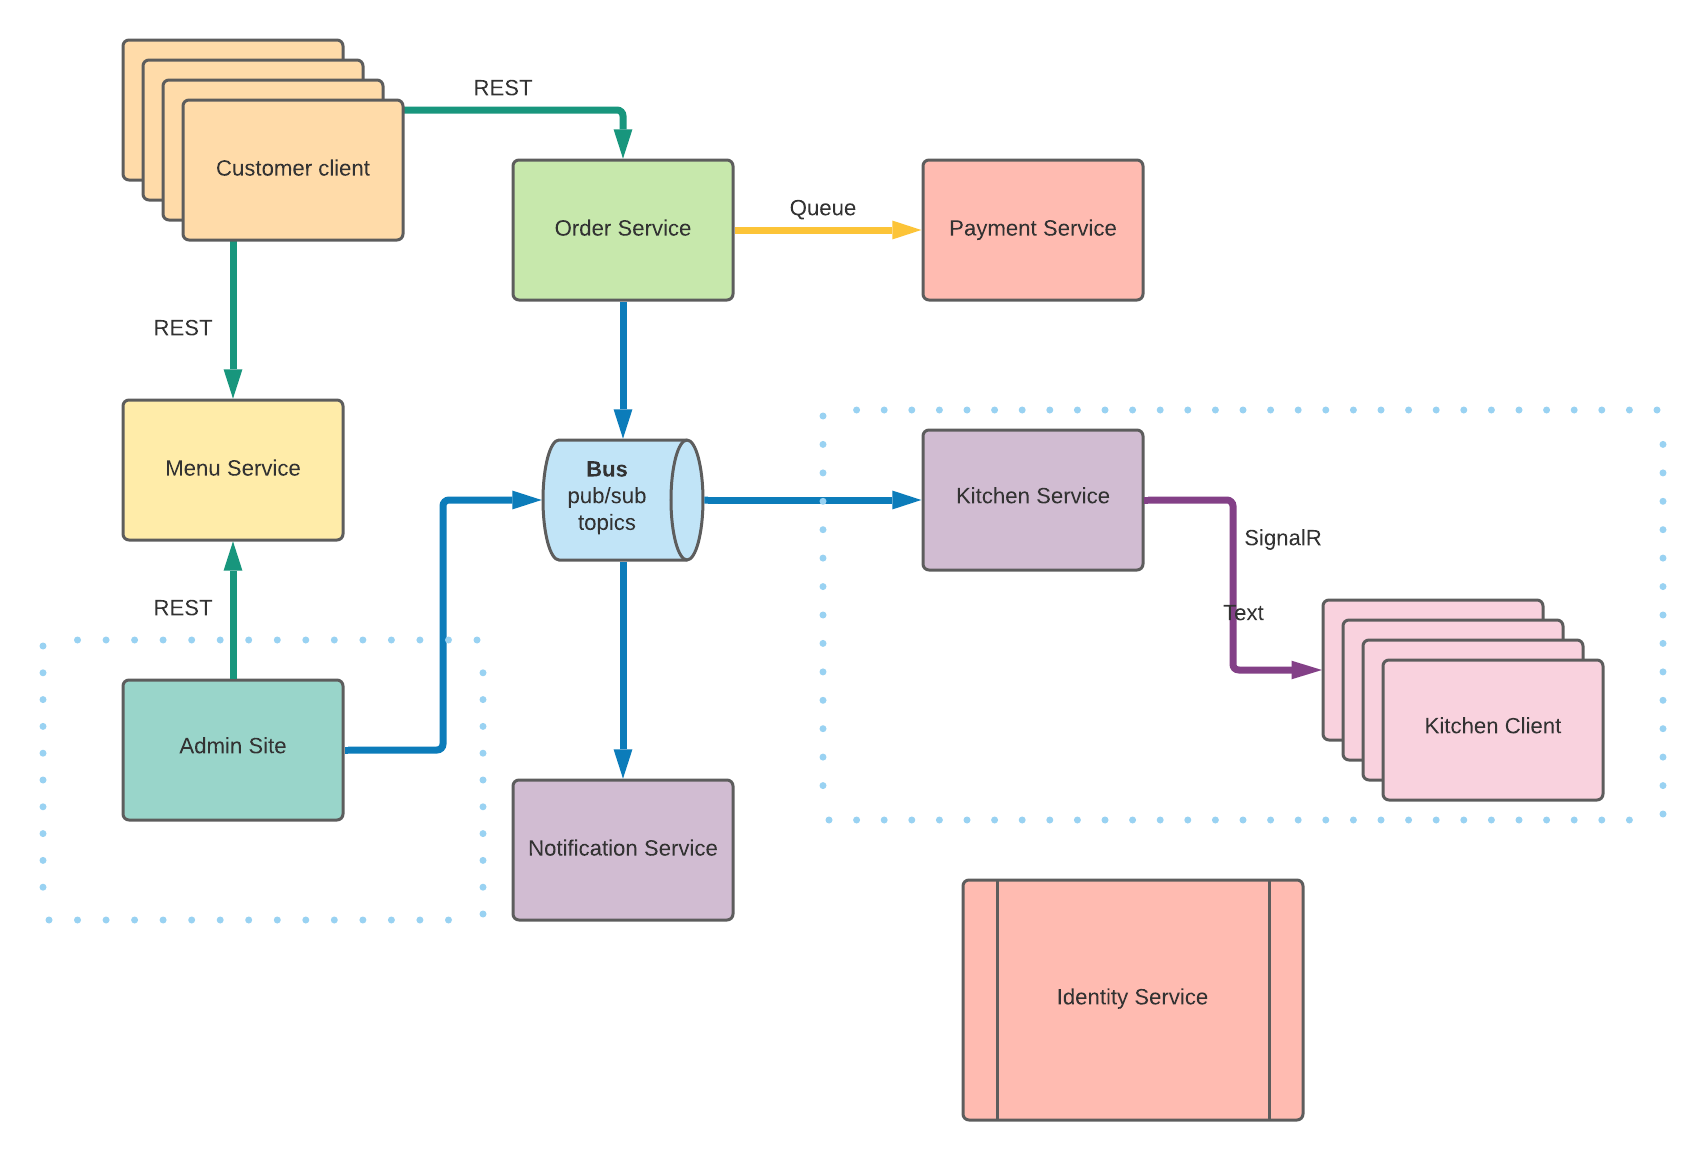 REST
Customer client
Order Service
Queue
Payment Service
REST
Menu Service
Bus
pub/sub
topics
Kitchen Service
SignalR
Text
REST
Kitchen Client
Admin Site
Notification Service
Identity Service